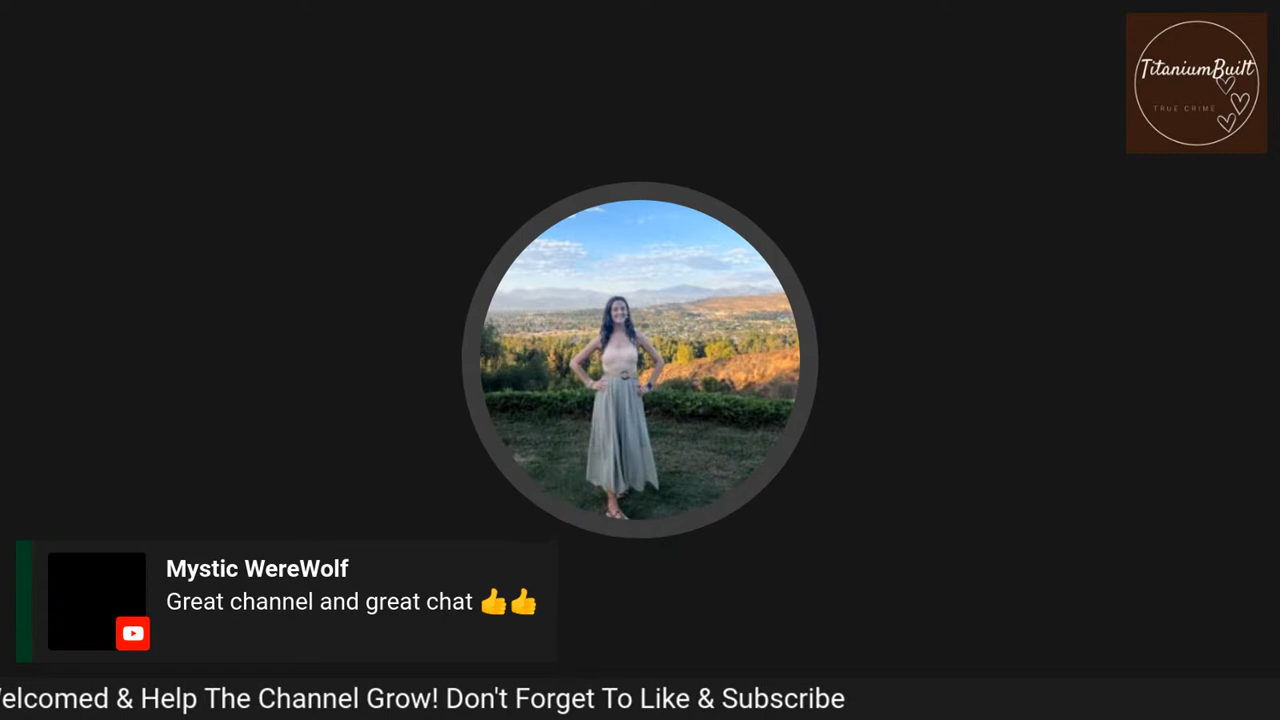 TitaniumBuilt
TRUE CRIME
Mystic WereWolf
Great channel and great chat 👍👍
elcomed & Help The Channel Grow! Don't Forget To Like & Subscribe